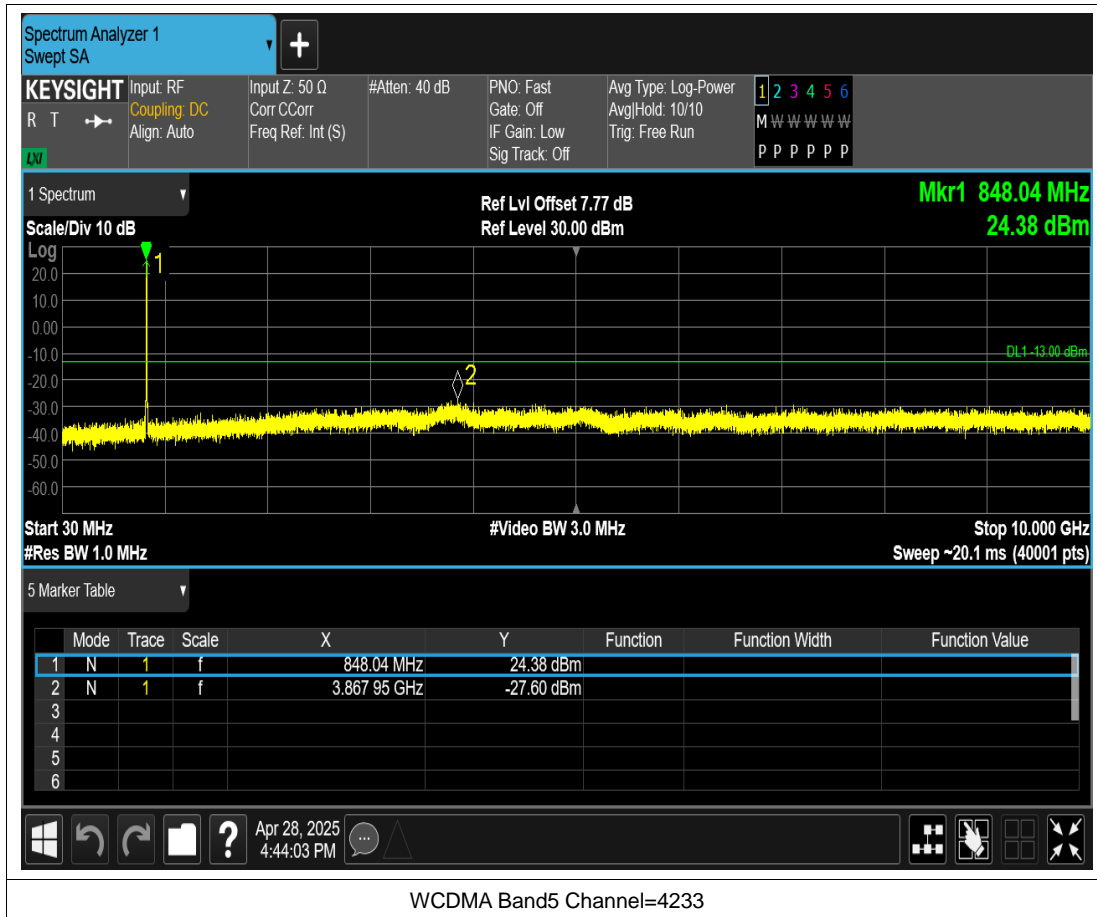 Spectrum Analyzer 1
Swept SA
+
KEYSIGHT
R T
LXI
Input: RF
Coupling: DC
Align: Auto
Input Z: 50 Ω
Corr CCorr
Freq Ref: Int (S)
#Atten: 40 dB
PNO: Fast
Gate: Off
IF Gain: Low
Sig Track: Off
Avg Type: Log-Power
Avg|Hold: 10/10
Trig: Free Run
1 2 3 4 5 6
M W W W W W
P P P P P P
1 Spectrum
Scale/Div 10 dB
Ref Lvl Offset 7.77 dB
Ref Level 30.00 dBm
Mkr1 848.04 MHz
24.38 dBm
Log
20.0
10.0
0.00
-10.0
-20.0
-30.0
-40.0
-50.0
-60.0
1
2
DL1 -13.00 dBm
Start 30 MHz
#Res BW 1.0 MHz
#Video BW 3.0 MHz
Stop 10.000 GHz
Sweep ~20.1 ms (40001 pts)
5 Marker Table
Mode Trace Scale X Y Function Function Width Function Value
1 N 1 f 848.04 MHz 24.38 dBm
2 N 1 f 3.867 95 GHz -27.60 dBm
3
4
5
6
?
Apr 28, 2025
4:44:03 PM
WCDMA Band5 Channel=4233